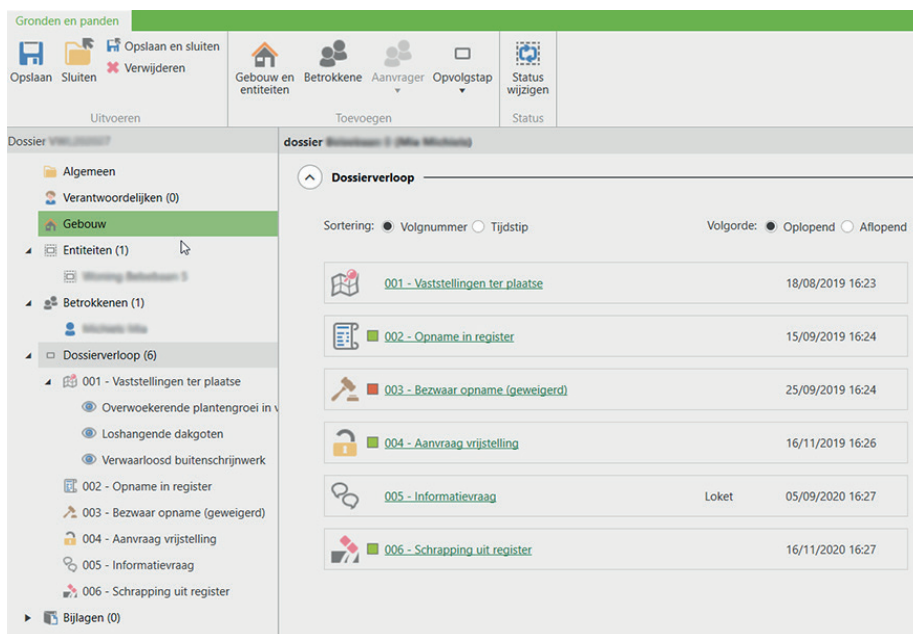 Gronden en panden
Opslaan
Sluiten
Opslaan en sluiten
Verwijderen
Uitvoeren
Gebouw en entiteiten
Betrokkene
Aanvrager
Opvolgstap
Toevoegen
Status wijzigen
Status
Dossier
Algemeen
Verantwoordelijken (0)
Gebouw
Entiteiten (1)
Betrokkenen (1)
Dossierverloop (6)
001 - Vaststellingen ter plaatse
Overwoekerende plantengroei in v
Loshangende dakgoten
Verwaarloosd buitenschrijnwerk
002 - Opname in register
003 - Bezwaar opname (geweigerd)
004 - Aanvraag vrijstelling
005 - Informatievraag
006 - Schrapping uit register
Bijlagen (0)
dossier
Dossierverloop
Sortering: Volgnummer Tijdstip Volgorde: Oplopend Aflopend
001 - Vaststellingen ter plaatse 18/08/2019 16:23
002 - Opname in register 15/09/2019 16:24
003 - Bezwaar opname (geweigerd) 25/09/2019 16:24
004 - Aanvraag vrijstelling 16/11/2019 16:26
005 - Informatievraag Loket 05/09/2020 16:27
006 - Schrapping uit register 16/11/2020 16:27